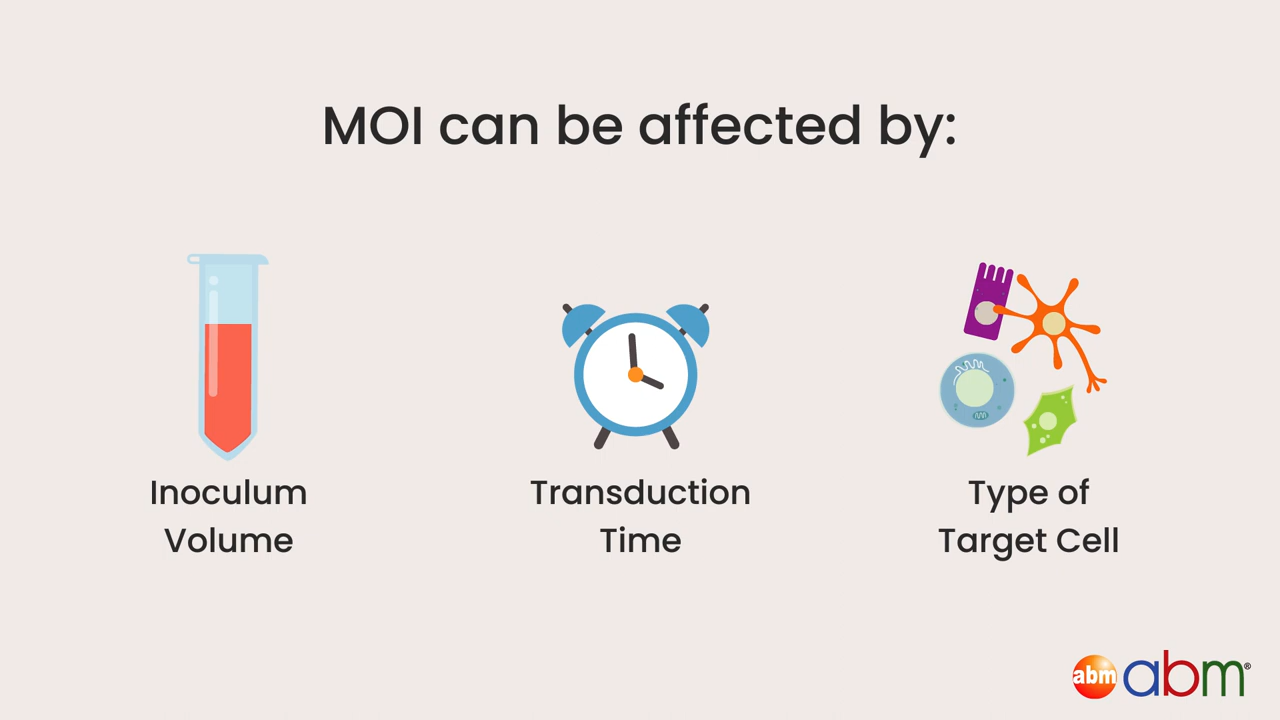 MOI can be affected by:
Inoculum
Volume
Transduction
Time
Type of
Target Cell
abm abm®